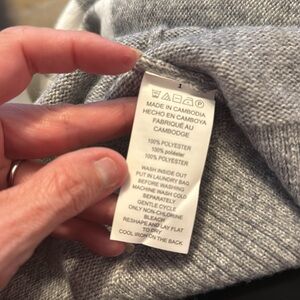 1
MADE IN CAMBODIA
HECHO EN CAMBOYA
FABRIQUÉ AU
CAMBODGE
100% POLYESTER
100% poliéster
100% POLYESTER
WASH INSIDE OUT
PUT IN LAUNDRY BAG
BEFORE WASHING
MACHINE WASH COLD
SEPARATELY
GENTLE CYCLE
ONLY NON-CHLORINE
BLEACH
RESHAPE AND LAY FLAT
TO DRY
COOL IRON ON THE BACK